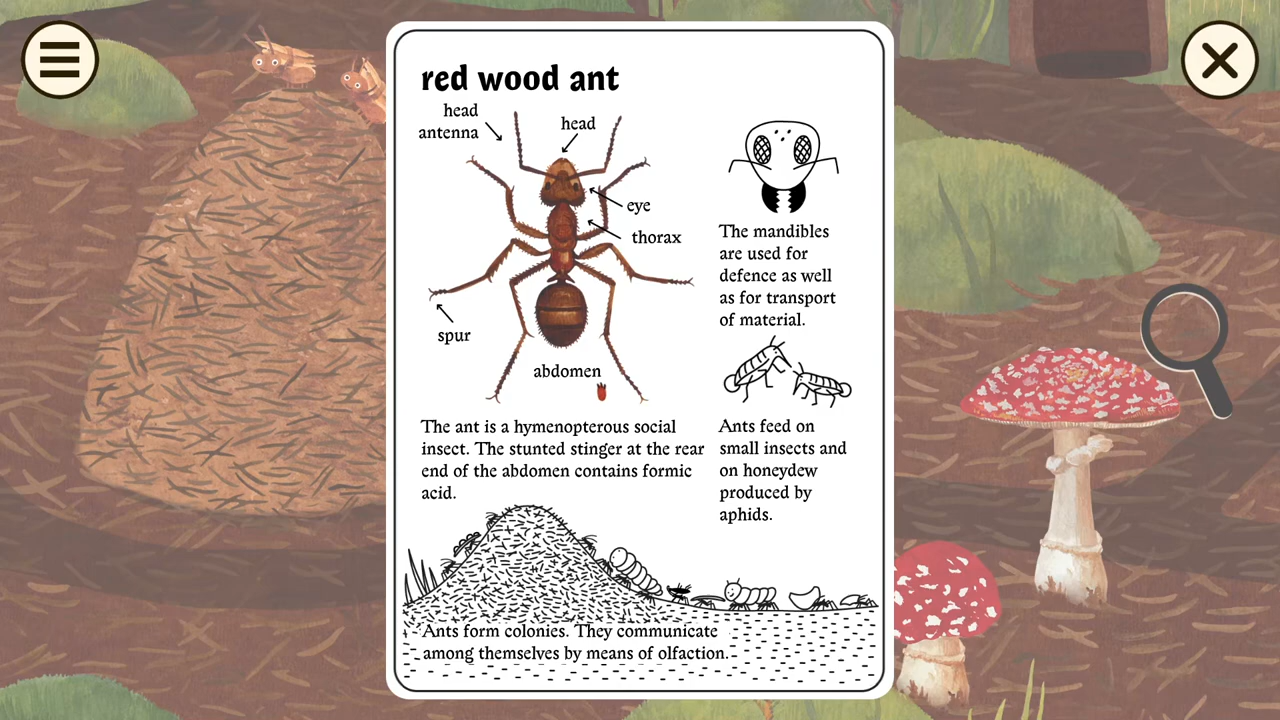 red wood ant
head
antenna
head
eye
thorax
spur
abdomen
The ant is a hymenopterous social
insect. The stunted stinger at the rear
end of the abdomen contains formic
acid.
The mandibles
are used for
defence as well
as for transport
of material.
Ants feed on
small insects and
on honeydew
produced by
aphids.
Ants form colonies. They communicate
among themselves by means of olfaction.